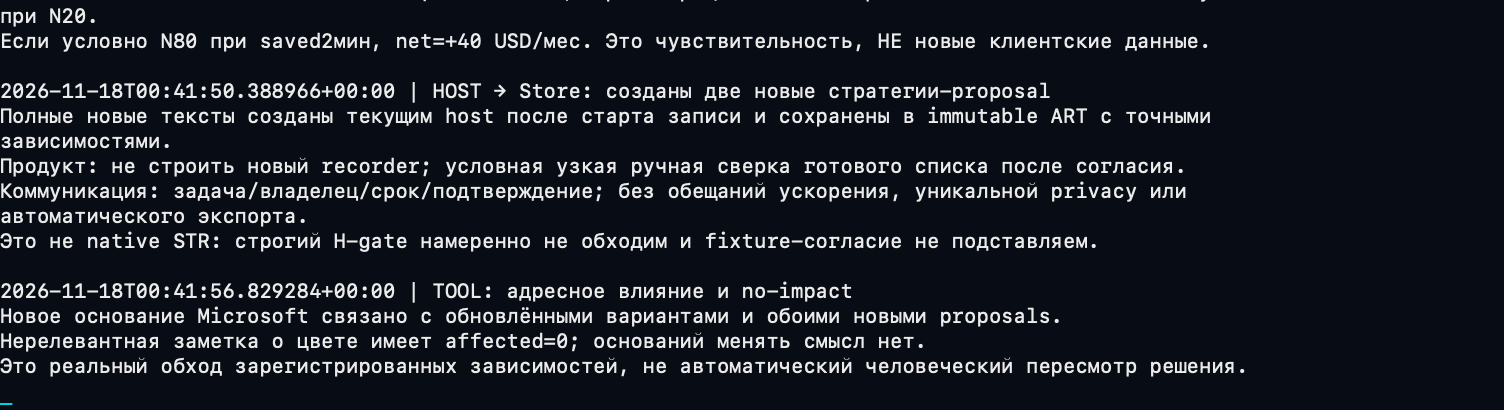 при N20.
Если условно N80 при saved2мин, net=+40 USD/мес. Это чувствительность, НЕ новые клиентские данные.
2026-11-18T00:41:50.388966+00:00 | HOST → Store: созданы две новые стратегии-proposal
Полные новые тексты созданы текущим host после старта записи и сохранены в immutable ART с точными
зависимостями.
Продукт: не строить новый recorder; условная узкая ручная сверка готового списка после согласия.
Коммуникация: задача/владелец/срок/подтверждение; без обещаний ускорения, уникальной privacy или
автоматического экспорта.
Это не native STR: строгий H-gate намеренно не обходим и fixture-согласие не подставляем.
2026-11-18T00:41:56.829284+00:00 | TOOL: адресное влияние и no-impact
Новое основание Microsoft связано с обновлёнными вариантами и обоими новыми proposals.
Нерелевантная заметка о цвете имеет affected=0; оснований менять смысл нет.
Это реальный обход зарегистрированных зависимостей, не автоматический человеческий пересмотр решения.